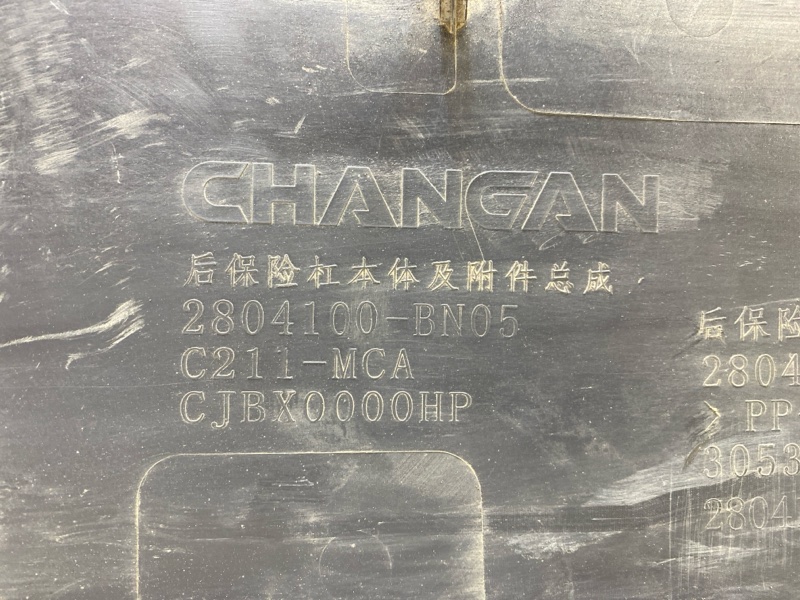 CHANGAN
后保险杠本体及附件总成
2804100-BN05
C211-MCA
CJBX0000HP
后保险
2804
>PP
3053
2804